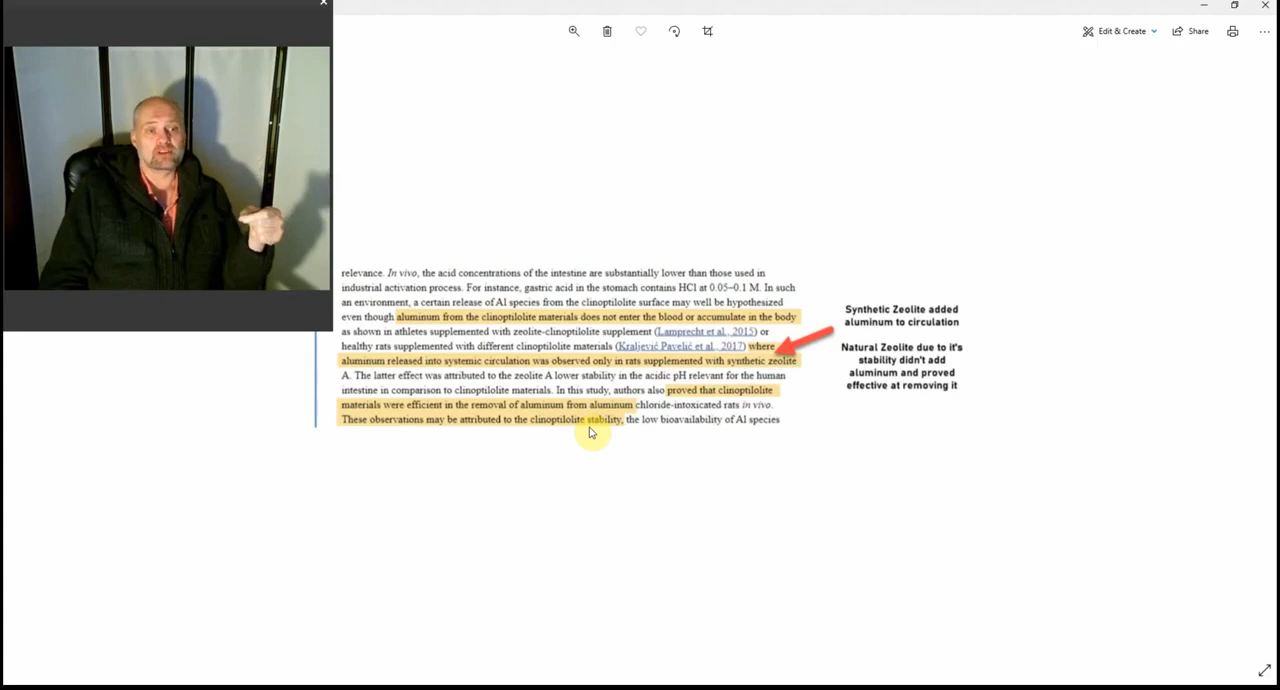 Edit & Create
Share
relevance. In vivo, the acid concentrations of the intestine are substantially lower than those used in
industrial activation process. For instance, gastric acid in the stomach contains HCl at 0.05–0.1 M. In such
an environment, a certain release of Al species from the clinoptilolite surface may well be hypothesized
even though aluminum from the clinoptilolite materials does not enter the blood or accumulate in the body
as shown in athletes supplemented with zeolite-clinoptilolite supplement (Lamprecht et al., 2015) or
healthy rats supplemented with different clinoptilolite materials (Kraljević Pavelić et al., 2017) where
aluminum released into systemic circulation was observed only in rats supplemented with synthetic zeolite
A. The latter effect was attributed to the zeolite A lower stability in the acidic pH relevant for the human
intestine in comparison to clinoptilolite materials. In this study, authors also proved that clinoptilolite
materials were efficient in the removal of aluminum from aluminum chloride-intoxicated rats in vivo.
These observations may be attributed to the clinoptilolite stability, the low bioavailability of Al species
Synthetic Zeolite added
aluminum to circulation
Natural Zeolite due to it's
stability didn't add
aluminum and proved
effective at removing it